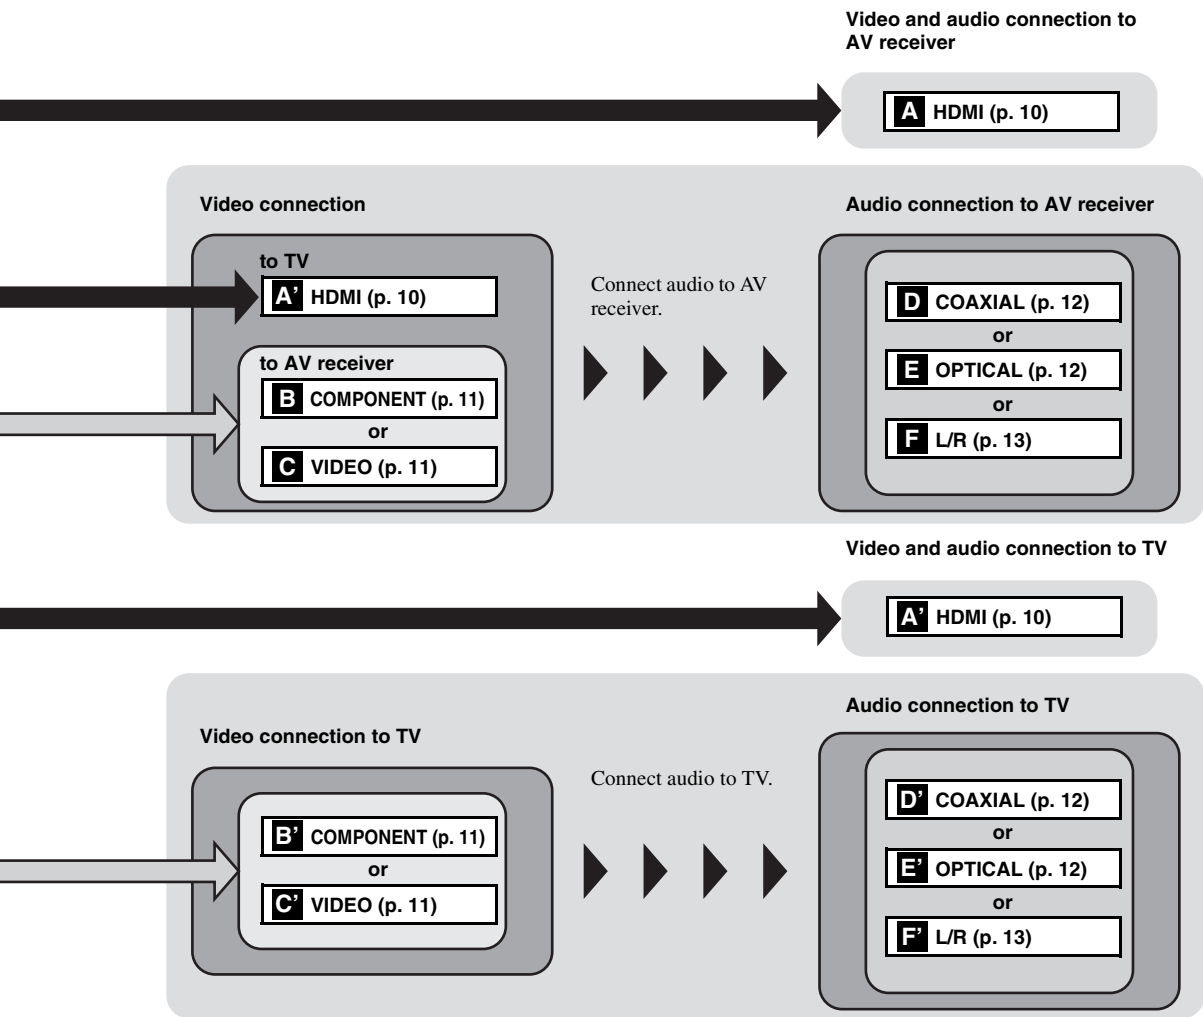 Video and audio connection to
AV receiver
A HDMI (p. 10)
Video connection
to TV
A’ HDMI (p. 10)
to AV receiver
B COMPONENT (p. 11)
or
C VIDEO (p. 11)
Connect audio to AV
receiver.
Audio connection to AV receiver
D COAXIAL (p. 12)
or
E OPTICAL (p. 12)
or
F L/R (p. 13)
Video and audio connection to TV
A’ HDMI (p. 10)
Video connection to TV
B’ COMPONENT (p. 11)
or
C’ VIDEO (p. 11)
Connect audio to TV.
Audio connection to TV
D’ COAXIAL (p. 12)
or
E’ OPTICAL (p. 12)
or
F’ L/R (p. 13)